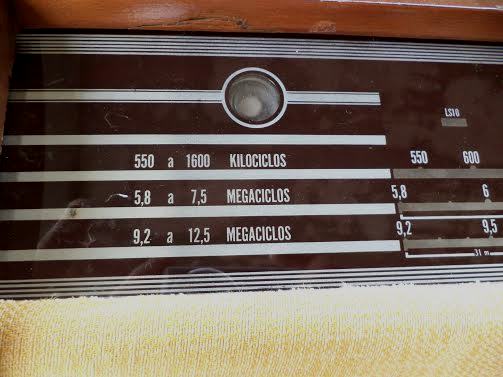 LS10
550 a 1600 KILOCICLOS 550 600
5,8 a 7,5 MEGACICLOS 5,8 6
9,2 a 12,5 MEGACICLOS 9,2 9,5
31 m